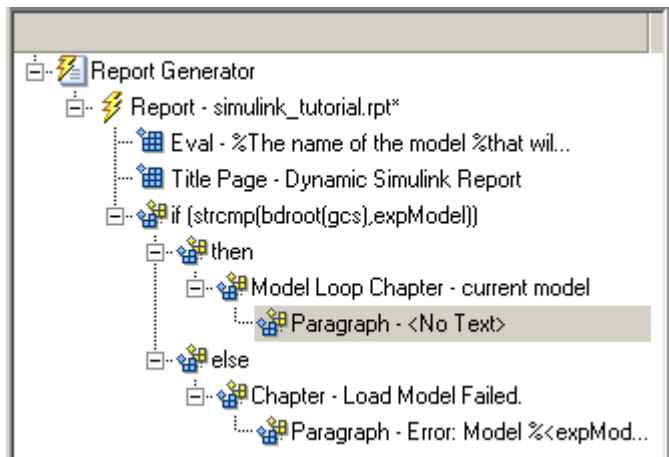 Report Generator
Report - simulink_tutorial.rpt*
Eval - %The name of the model %that wil...
Title Page - Dynamic Simulink Report
if (strcmp(bdroot(gcs),expModel))
then
Model Loop Chapter - current model
Paragraph - <No Text>
else
Chapter - Load Model Failed.
Paragraph - Error: Model %<expMod...